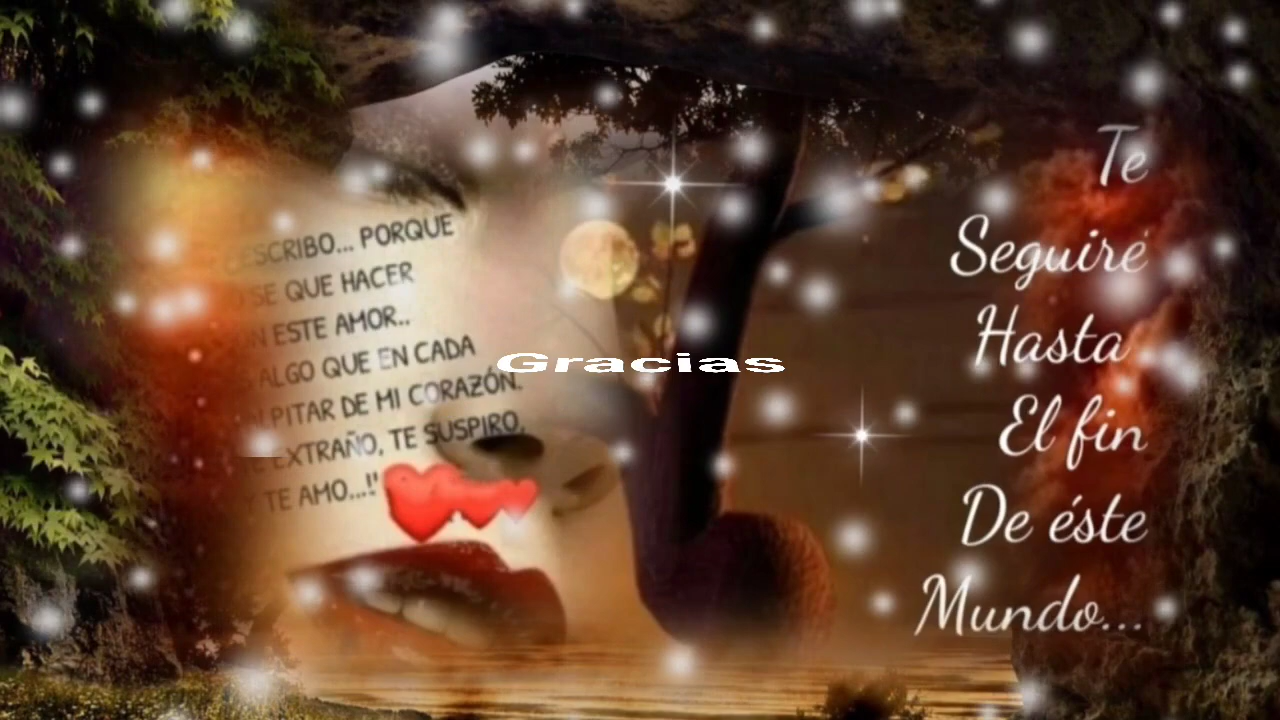 ESCRIBO... PORQUE
SE QUE HACER
ESTE AMOR..
ALGO QUE EN CADA
PITAR DE MI CORAZÓN.
EXTRAÑO, TE SUSPIRO,
TE AMO...!!
Gracias
Te
Seguiré
Hasta
El fin
De éste
Mundo...